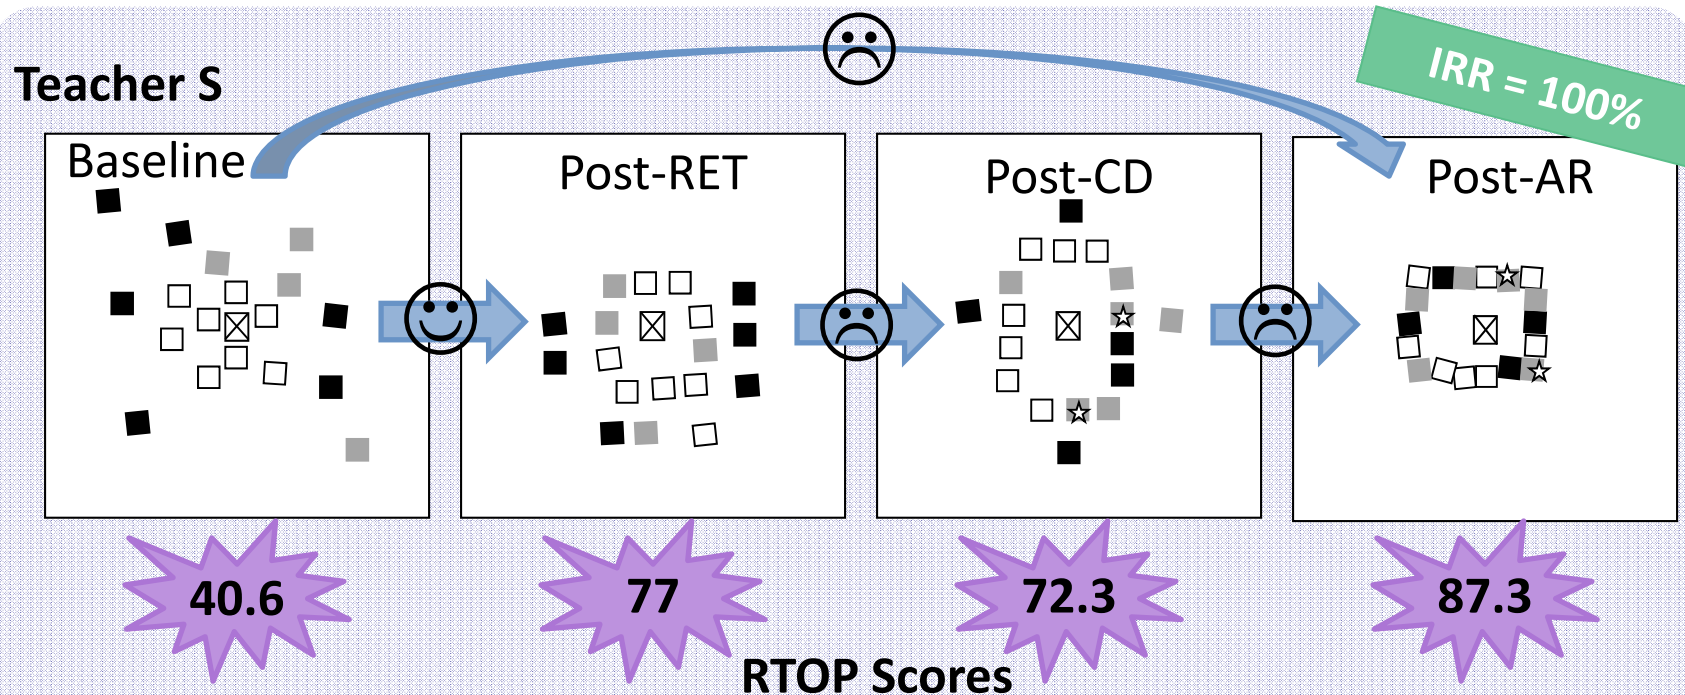 Teacher S
IRR = 100%
Baseline
Post-RET
Post-CD
Post-AR
40.6
77
72.3
87.3
RTOP Scores